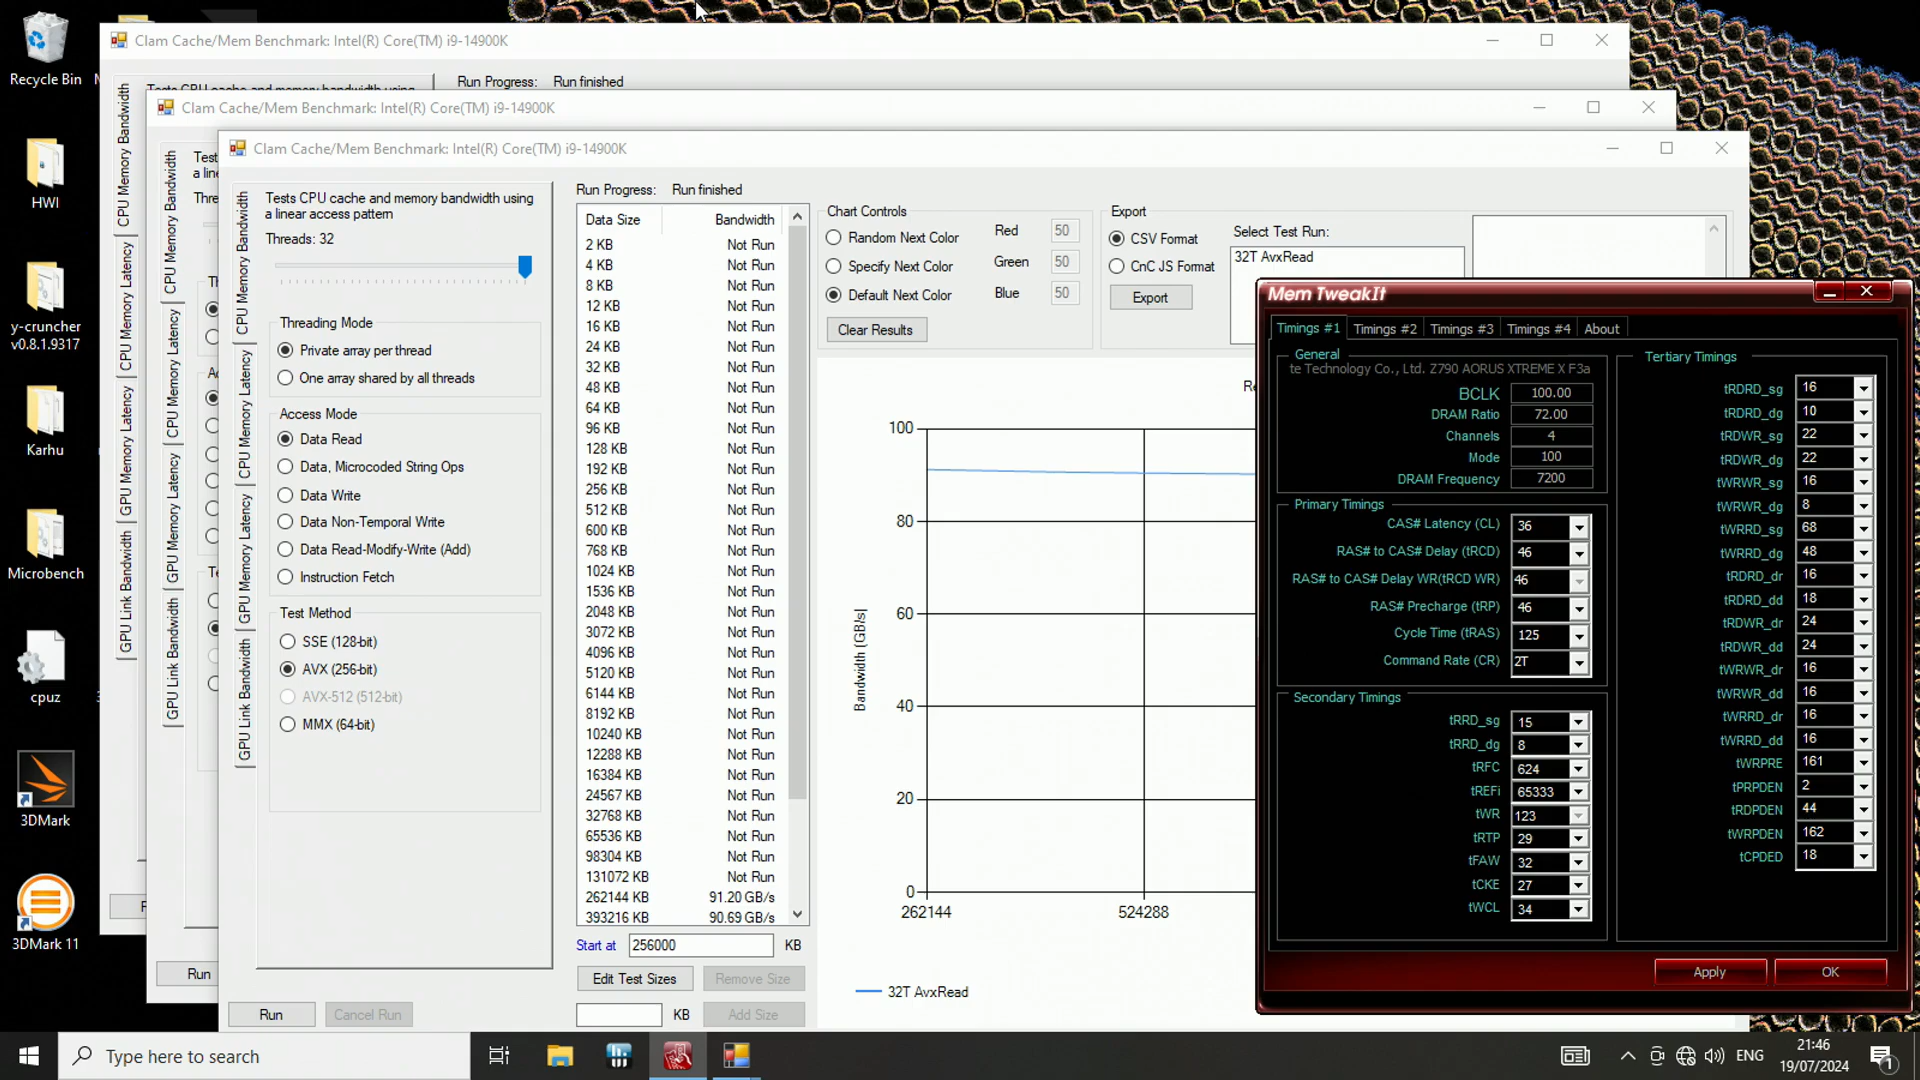 Recycle Bin
HWI
y-cruncher
v0.8.1.9317
Karhu
Microbench
cpuz
3DMark
3DMark 11
Clam Cache/Mem Benchmark: Intel(R) Core(TM) i9-14900K
Run Progress: Run finished
CPU Memory Bandwidth
CPU Memory Latency
GPU Memory Latency
GPU Link Bandwidth
Clam Cache/Mem Benchmark: Intel(R) Core(TM) i9-14900K
CPU Memory Bandwidth
CPU Memory Latency
GPU Memory Latency
GPU Link Bandwidth
Run
Clam Cache/Mem Benchmark: Intel(R) Core(TM) i9-14900K
CPU Memory Bandwidth
CPU Memory Latency
GPU Memory Latency
GPU Link Bandwidth
Tests CPU cache and memory bandwidth using
a linear access pattern
Threads: 32
Threading Mode
Private array per thread
One array shared by all threads
Access Mode
Data Read
Data, Microcoded String Ops
Data Write
Data Non-Temporal Write
Data Read-Modify-Write (Add)
Instruction Fetch
Test Method
SSE (128-bit)
AVX (256-bit)
AVX-512 (512-bit)
MMX (64-bit)
Run
Cancel Run
Run Progress: Run finished
Data Size Bandwidth
2 KB Not Run
4 KB Not Run
8 KB Not Run
12 KB Not Run
16 KB Not Run
24 KB Not Run
32 KB Not Run
48 KB Not Run
64 KB Not Run
96 KB Not Run
128 KB Not Run
192 KB Not Run
256 KB Not Run
512 KB Not Run
600 KB Not Run
768 KB Not Run
1024 KB Not Run
1536 KB Not Run
2048 KB Not Run
3072 KB Not Run
4096 KB Not Run
5120 KB Not Run
6144 KB Not Run
8192 KB Not Run
10240 KB Not Run
12288 KB Not Run
16384 KB Not Run
24567 KB Not Run
32768 KB Not Run
65536 KB Not Run
98304 KB Not Run
131072 KB Not Run
262144 KB 91.20 GB/s
393216 KB 90.69 GB/s
Start at 256000 KB
Edit Test Sizes
Remove Size
KB
Add Size
Chart Controls
Random Next Color
Specify Next Color
Default Next Color
Red 50
Green 50
Blue 50
Clear Results
Export
CSV Format
CnC JS Format
Export
Select Test Run:
32T AvxRead
Bandwidth (GB/s)
100
80
60
40
20
0
262144
524288
32T AvxRead
Mem TweakIt
Timings #1 Timings #2 Timings #3 Timings #4 About
General
te Technology Co., Ltd. Z790 AORUS XTREME X F3a
BCLK 100.00
DRAM Ratio 72.00
Channels 4
Mode 100
DRAM Frequency 7200
Primary Timings
CAS# Latency (CL) 36
RAS# to CAS# Delay (tRCD) 46
RAS# to CAS# Delay WR(tRCD WR) 46
RAS# Precharge (tRP) 46
Cycle Time (tRAS) 125
Command Rate (CR) 2T
Secondary Timings
tRRD_sg 15
tRRD_dg 8
tRFC 624
tREFi 65333
tWR 123
tRTP 29
tFAW 32
tCKE 27
tWCL 34
Tertiary Timings
tRDRD_sg 16
tRDRD_dg 10
tRDWR_sg 22
tRDWR_dg 22
tWRWR_sg 16
tWRWR_dg 8
tWRRD_sg 68
tWRRD_dg 48
tRDRD_dr 16
tRDRD_dd 18
tRDWR_dr 24
tRDWR_dd 24
tWRWR_dr 16
tWRWR_dd 16
tWRRD_dr 16
tWRRD_dd 16
tWRPRE 161
tPRPDEN 2
tRDPDEN 44
tWRPDEN 162
tCPDED 18
Apply
OK
Type here to search
ENG
21:46
19/07/2024
1